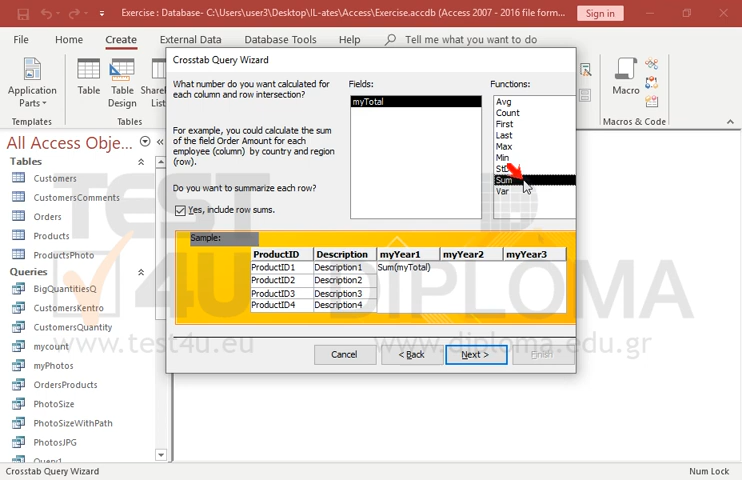 Exercise : Database- C:\Users\user3\Desktop\IL-ates\Access\Exercise.accdb (Access 2007 - 2016 file form...
Sign in
File
Home
Create
External Data
Database Tools
Help
Tell me what you want to do
Application
Parts
Templates
Table
Table
Design
Share
List
Tables
Macro
Macros & Code
All Access Obje...
Tables
Customers
CustomersComments
Orders
Products
ProductsPhoto
Queries
BigQuantitiesQ
CustomersKentro
CustomersQuantity
mycount
myPhotos
OrdersProducts
PhotoSize
PhotoSizeWithPath
PhotosJPG
Query1
Crosstab Query Wizard
What number do you want calculated for
each column and row intersection?
For example, you could calculate the sum
of the field Order Amount for each
employee (column) by country and region
(row).
Do you want to summarize each row?
Yes, include row sums.
Fields:
myTotal
Functions:
Avg
Count
First
Last
Max
Min
Sum
Var
Sample:
ProductID Description myYear1 myYear2 myYear3
ProductID1 Description1 Sum(myTotal)
ProductID2 Description2
ProductID3 Description3
ProductID4 Description4
Cancel
< Back
Next >
Finish
TEST
4U
DIPLOMA
www.test4u.eu
www.diploma.edu.gr
Crosstab Query Wizard
Num Lock